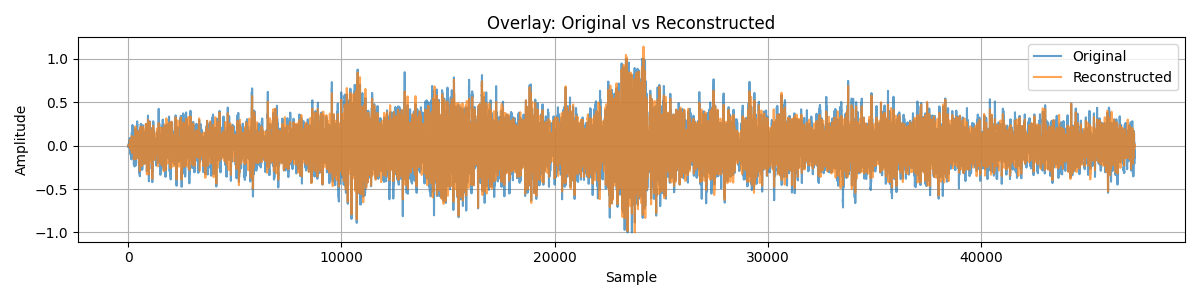 Overlay: Original vs Reconstructed
Original
Reconstructed
Amplitude
1.0
0.5
0.0
−0.5
−1.0
0
10000
20000
30000
40000
Sample